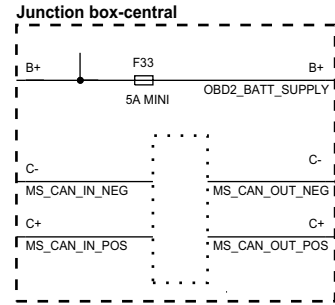 Junction box-central
B+ F33 B+
5A MINI OBD2_BATT_SUPPLY
C- C-
MS_CAN_IN_NEG MS_CAN_OUT_NEG
C+ C+
MS_CAN_IN_POS MS_CAN_OUT_POS